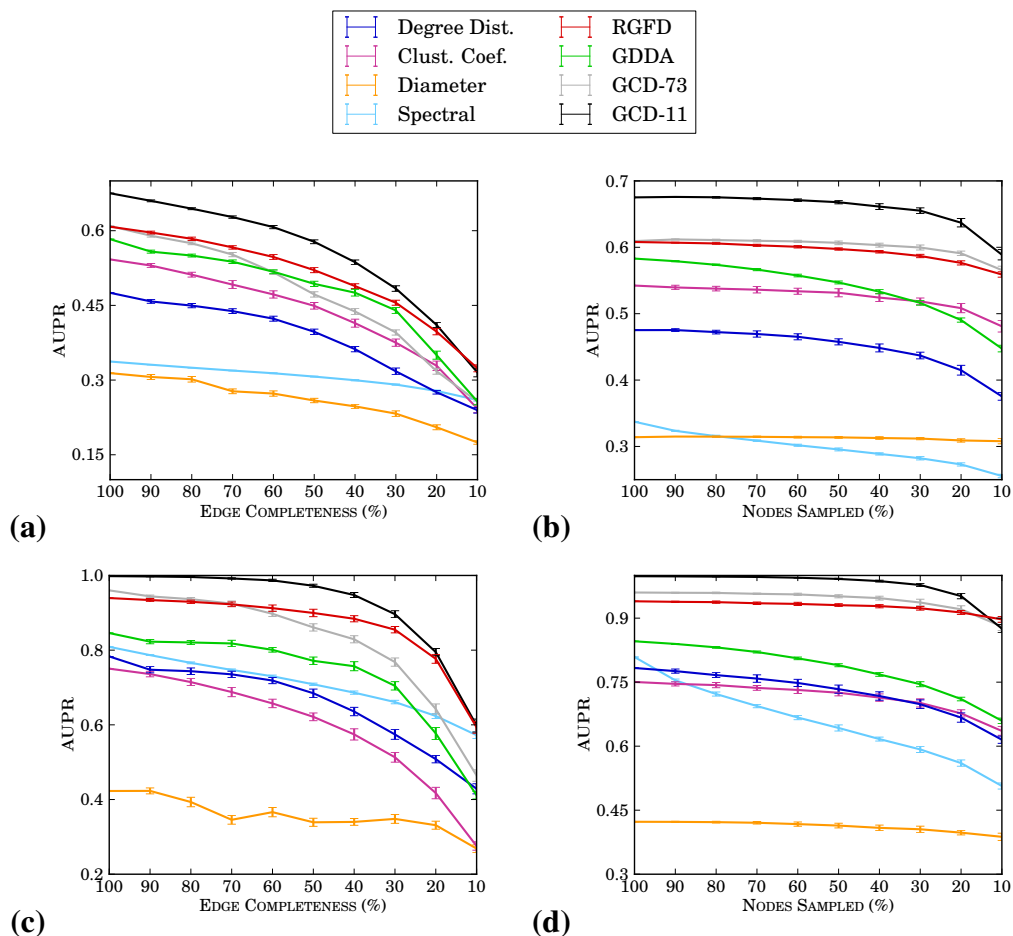 Degree Dist.
Clust. Coef.
Diameter
Spectral
RGFD
GDDA
GCD-73
GCD-11
0.6
0.45
0.3
0.15
AUPR
100 90 80 70 60 50 40 30 20 10
EDGE COMPLETENESS (%)
(a)
0.7
0.6
0.5
0.4
0.3
AUPR
100 90 80 70 60 50 40 30 20 10
NODES SAMPLED (%)
(b)
1.0
0.8
0.6
0.4
0.2
AUPR
100 90 80 70 60 50 40 30 20 10
EDGE COMPLETENESS (%)
(c)
0.9
0.75
0.6
0.45
0.3
AUPR
100 90 80 70 60 50 40 30 20 10
NODES SAMPLED (%)
(d)